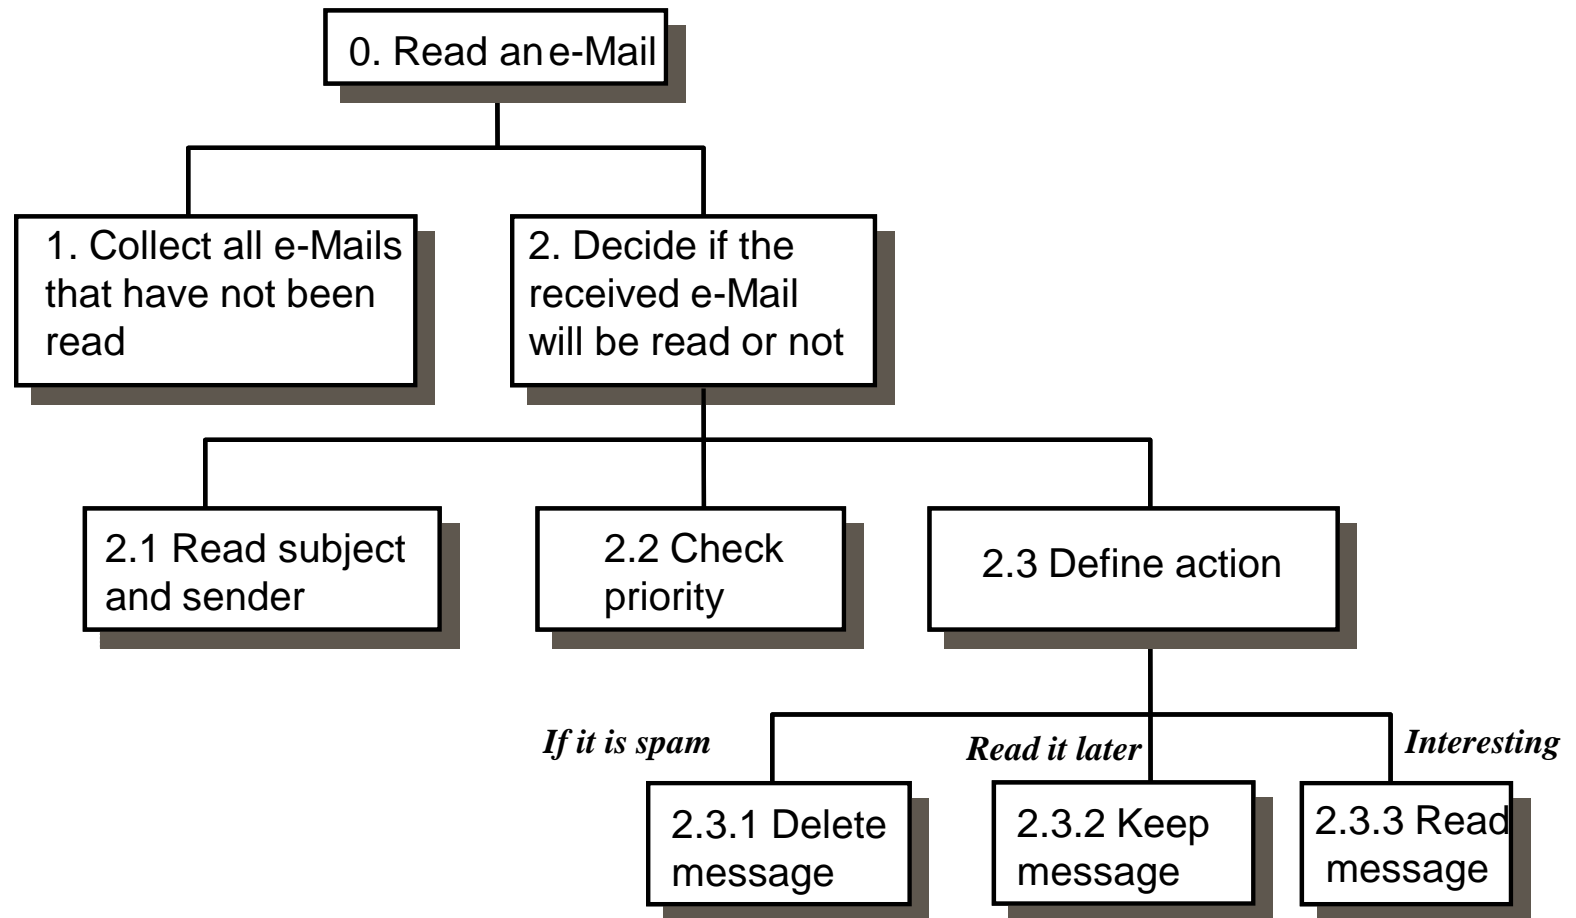 0. Read an e-Mail
1. Collect all e-Mails
that have not been
read
2. Decide if the
received e-Mail
will be read or not
2.1 Read subject
and sender
2.2 Check
priority
2.3 Define action
If it is spam
Read it later
Interesting
2.3.1 Delete
message
2.3.2 Keep
message
2.3.3 Read
message